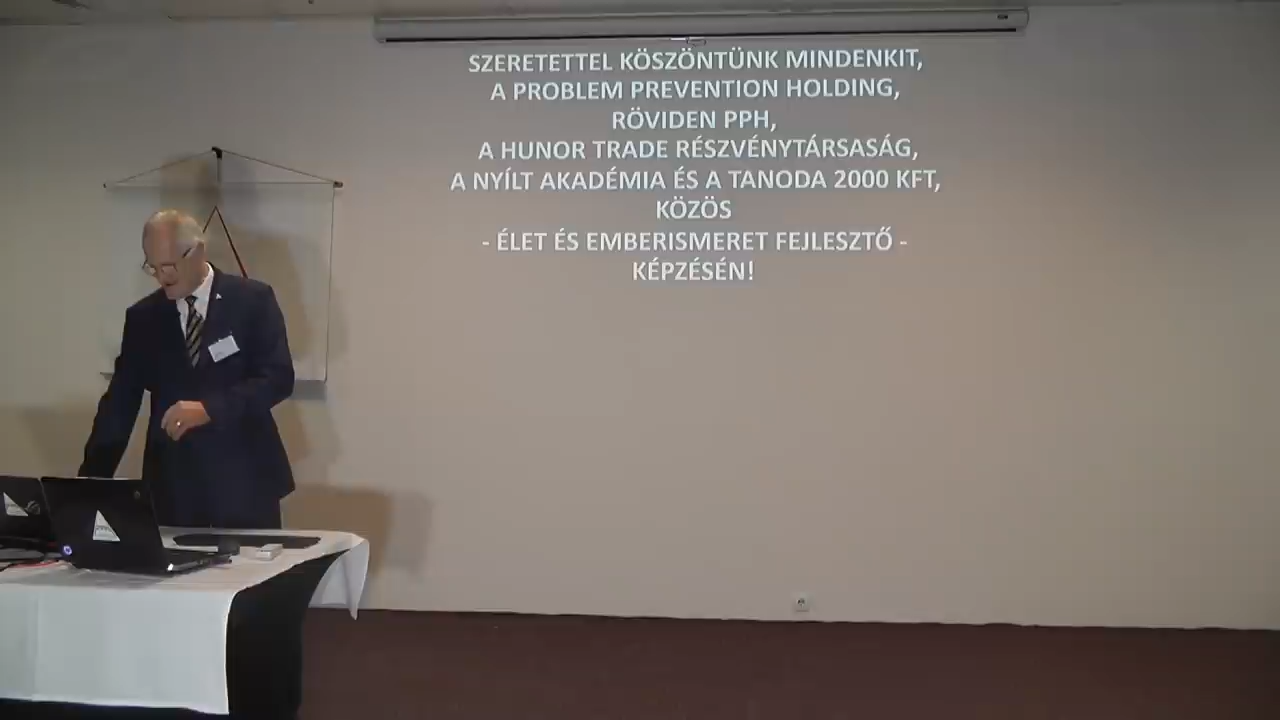 SZERETETTEL KÖSZÖNTÜNK MINDENKIT,
A PROBLEM PREVENTION HOLDING,
RÖVIDEN PPH,
A HUNOR TRADE RÉSZVÉNYTÁRSASÁG,
A NYÍLT AKADÉMIA ÉS A TANODA 2000 KFT,
KÖZÖS
- ÉLET ÉS EMBERISMERET FEJLESZTŐ -
KÉPZÉSÉN!